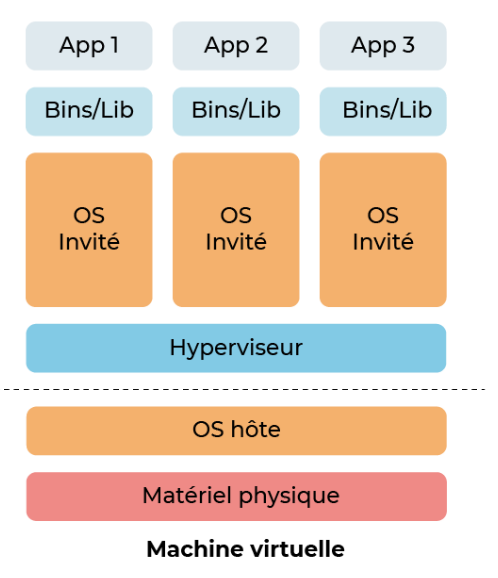 App 1
App 2
App 3
Bins/Lib
Bins/Lib
Bins/Lib
OS
Invité
OS
Invité
OS
Invité
Hyperviseur
OS hôte
Matériel physique
Machine virtuelle